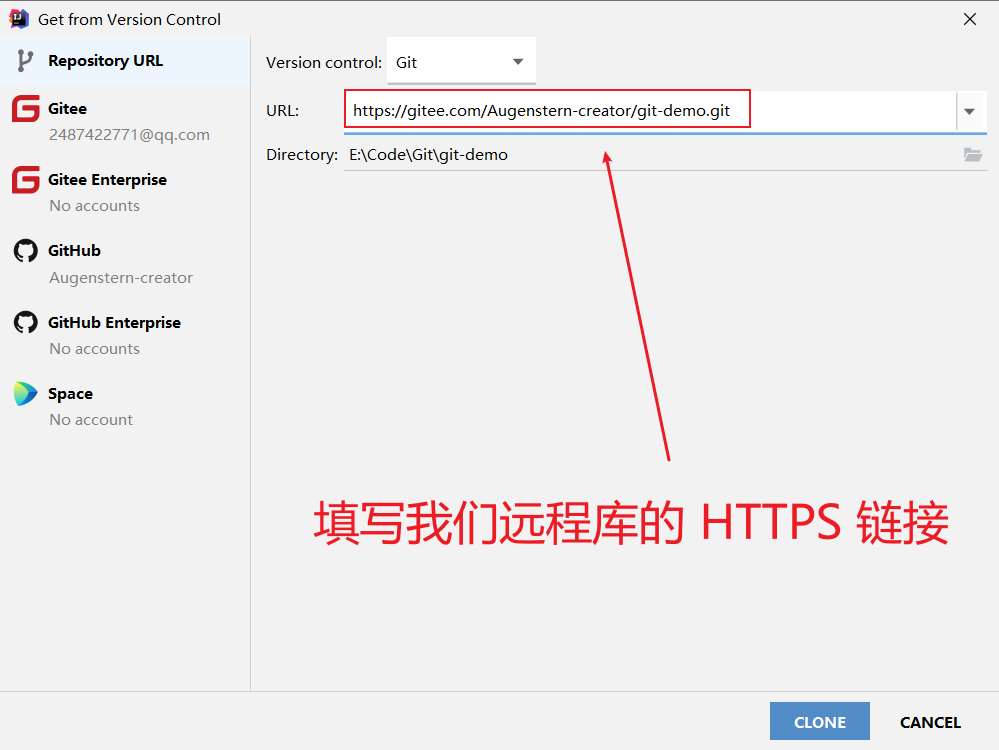 Get from Version Control
Repository URL
Gitee
2487422771@qq.com
Gitee Enterprise
No accounts
GitHub
Augenstern-creator
GitHub Enterprise
No accounts
Space
No account
Version control: Git
URL: https://gitee.com/Augenstern-creator/git-demo.git
Directory: E:\Code\Git\git-demo
填写我们远程库的 HTTPS 链接
CLONE CANCEL